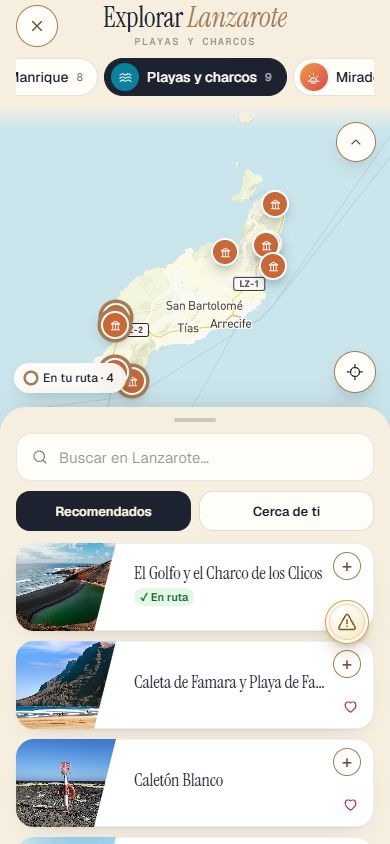 Explorar Lanzarote
PLAYAS Y CHARCOS
Manrique 8
Playas y charcos 9
Mirad
LZ-1
San Bartolomé
Z-2
Tías
Arrecife
En tu ruta · 4
Buscar en Lanzarote...
Recomendados
Cerca de ti
El Golfo y el Charco de los Clicos
✓ En ruta
Caleta de Famara y Playa de Fa...
Caletón Blanco